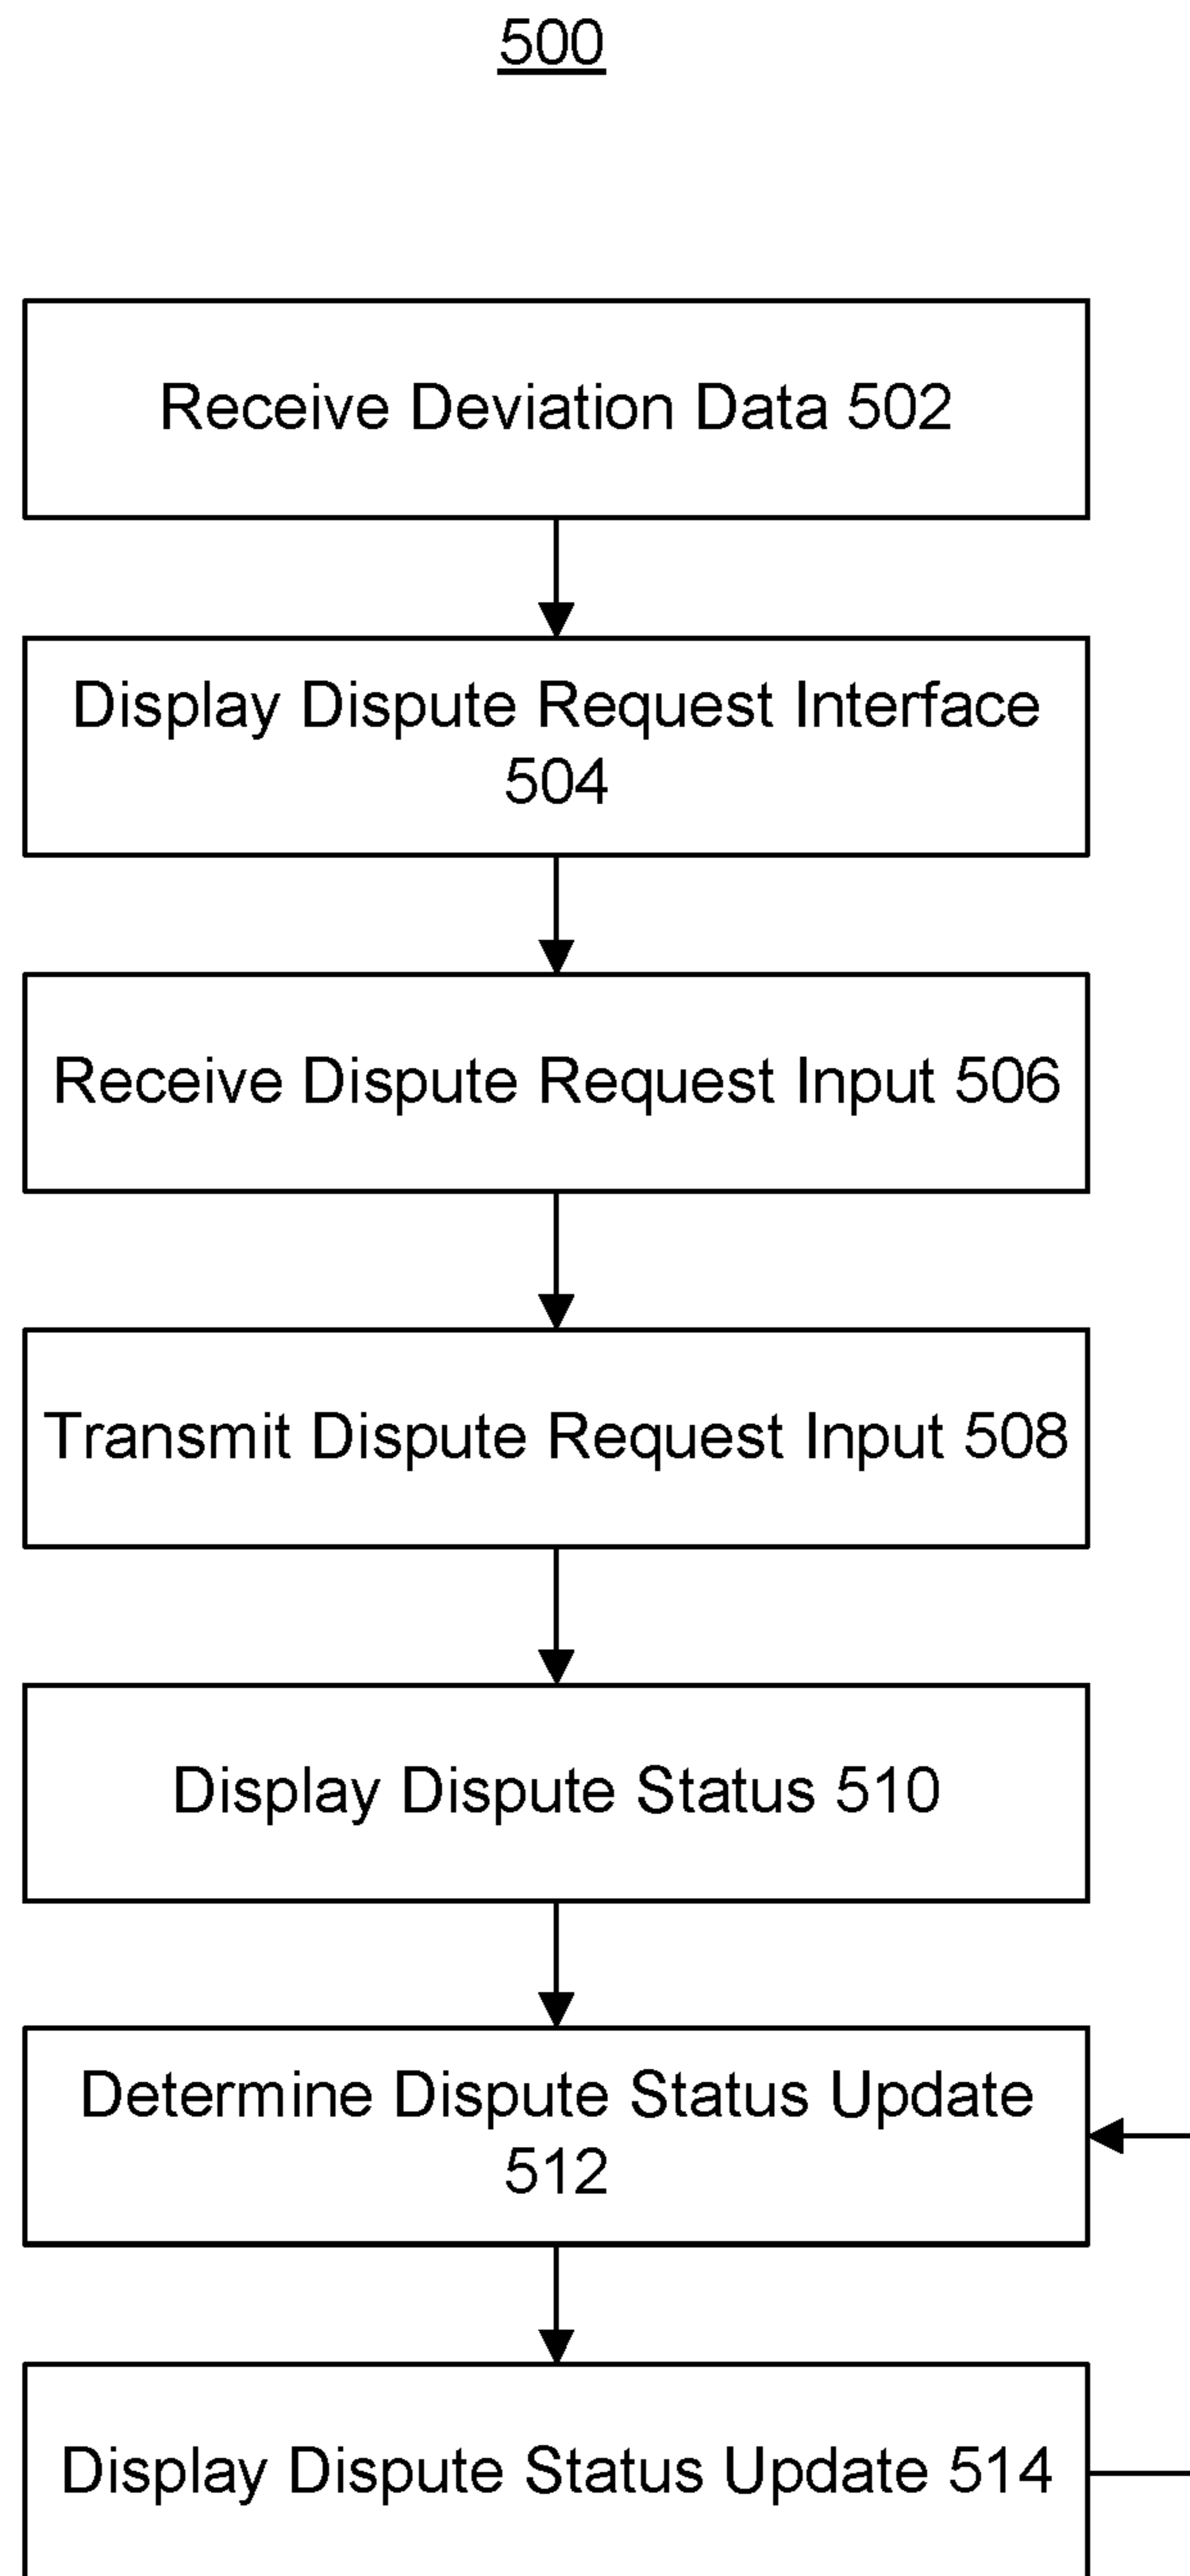 500
Receive Deviation Data 502
Display Dispute Request Interface
504
Receive Dispute Request Input 506
Transmit Dispute Request Input 508
Display Dispute Status 510
Determine Dispute Status Update
512
Display Dispute Status Update 514